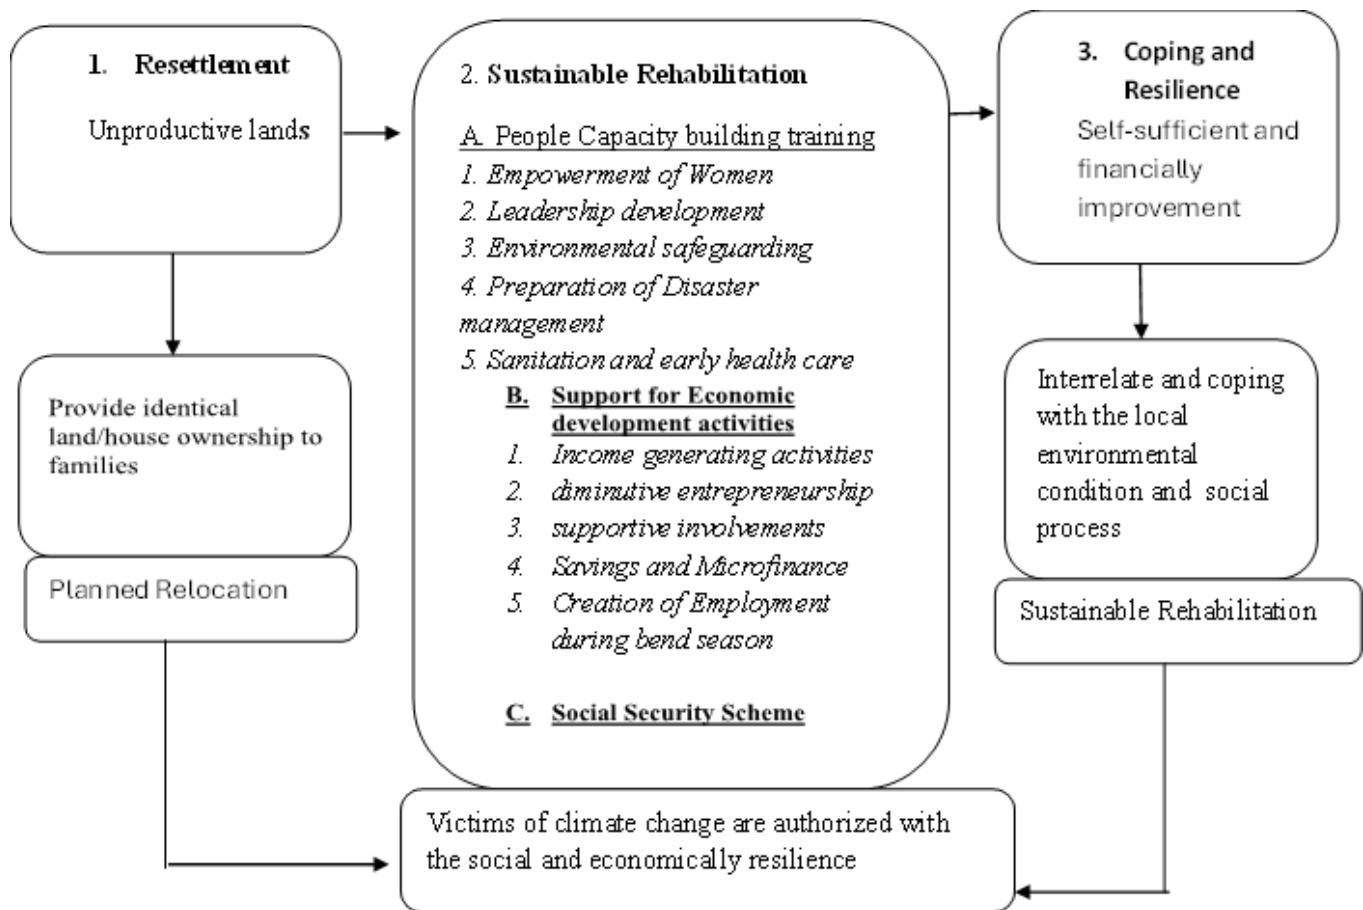 1. Resettlement
Unproductive lands
Provide identical
land/house ownership to
families
Planned Relocation
2. Sustainable Rehabilitation
A. People Capacity building training
1. Empowerment of Women
2. Leadership development
3. Environmental safeguarding
4. Preparation of Disaster
management
5. Sanitation and early health care
B. Support for Economic
development activities
1. Income generating activities
2. diminutive entrepreneurship
3. supportive involvements
4. Savings and Microfinance
5. Creation of Employment
during bend season
C. Social Security Scheme
Victims of climate change are authorized with
the social and economically resilience
3. Coping and
Resilience
Self-sufficient and
financially
improvement
Interrelate and coping
with the local
environmental
condition and social
process
Sustainable Rehabilitation